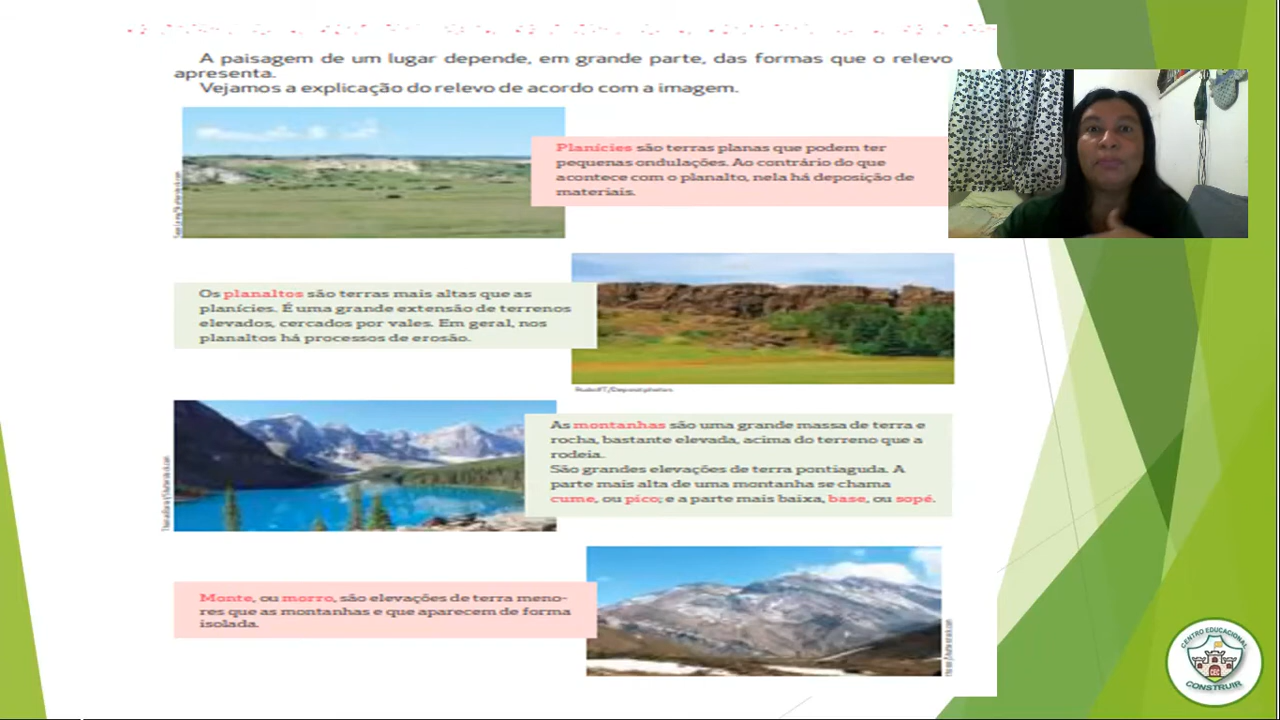 A paisagem de um lugar depende, em grande parte, das formas que o relevo
apresenta.
Vejamos a explicação do relevo de acordo com a imagem.
Planícies são terras planas que podem ter
pequenas ondulações. Ao contrário do que
acontece com o planalto, nela há deposição de
materiais.
Os planaltos são terras mais altas que as
planícies. É uma grande extensão de terrenos
elevados, cercados por vales. Em geral, nos
planaltos há processos de erosão.
As montanhas são uma grande massa de terra e
rocha, bastante elevada, acima do terreno que a
rodeia.
São grandes elevações de terra pontiaguda. A
parte mais alta de uma montanha se chama
cume, ou pico; e a parte mais baixa, base, ou sopé.
Monte, ou morro, são elevações de terra meno-
res que as montanhas e que aparecem de forma
isolada.
CENTRO EDUCACIONAL
CEC
CONSTRUIR